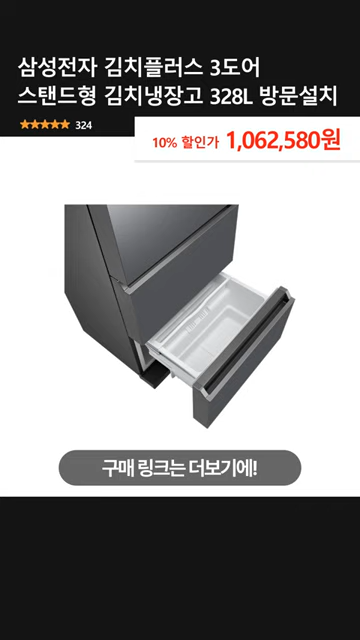 삼성전자 김치플러스 3도어
스탠드형 김치냉장고 328L 방문설치
★★★★★ 324
10% 할인가 1,062,580원
구매 링크는 더보기에!